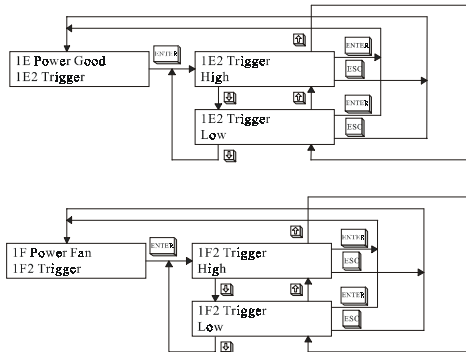 1E Power Good
1E2 Trigger
ENTER
1E2 Trigger
High
ENTER
ESC
1E2 Trigger
Low
ENTER
ESC
1F Power Fan
1F2 Trigger
ENTER
1F2 Trigger
High
ENTER
ESC
1F2 Trigger
Low
ENTER
ESC